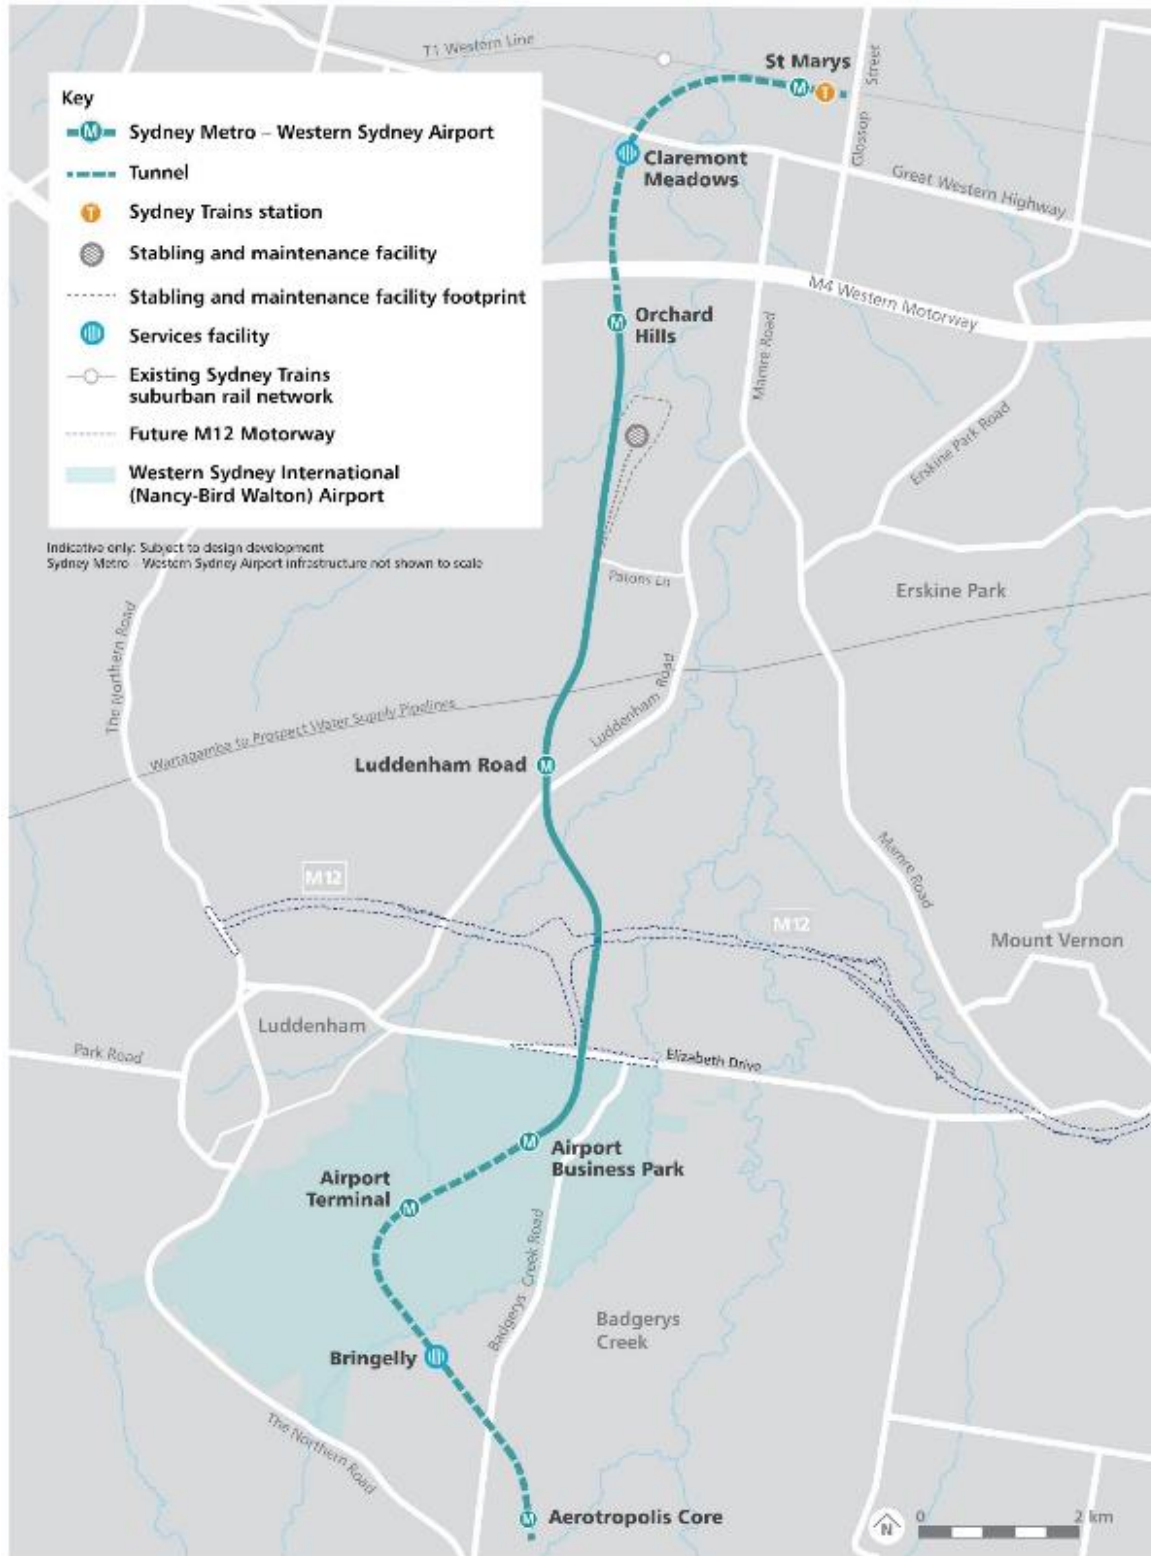 T1 Western Line
St Marys
M
T
Glossop Street
Key
M
Sydney Metro – Western Sydney Airport
Tunnel
T
Sydney Trains station
Stabling and maintenance facility
Stabling and maintenance facility footprint
Services facility
Existing Sydney Trains
suburban rail network
Future M12 Motorway
Western Sydney International
(Nancy-Bird Walton) Airport
Indicative only: Subject to design development
Sydney Metro – Western Sydney Airport infrastructure not shown to scale
Claremont
Meadows
Great Western Highway
M4 Western Motorway
M
Orchard
Hills
Mamre Road
Erskine Park Road
Patons Ln
Erskine Park
The Northern Road
Luddenham Road
Warragamba to Prospect Water Supply Pipelines
Luddenham Road
M
Mamre Road
M12
M12
Mount Vernon
Luddenham
Park Road
Elizabeth Drive
M
Airport
Business Park
Airport
Terminal
M
Badgerys Creek Road
Badgerys
Creek
Bringelly
The Northern Road
M
Aerotropolis Core
N
0
2 km